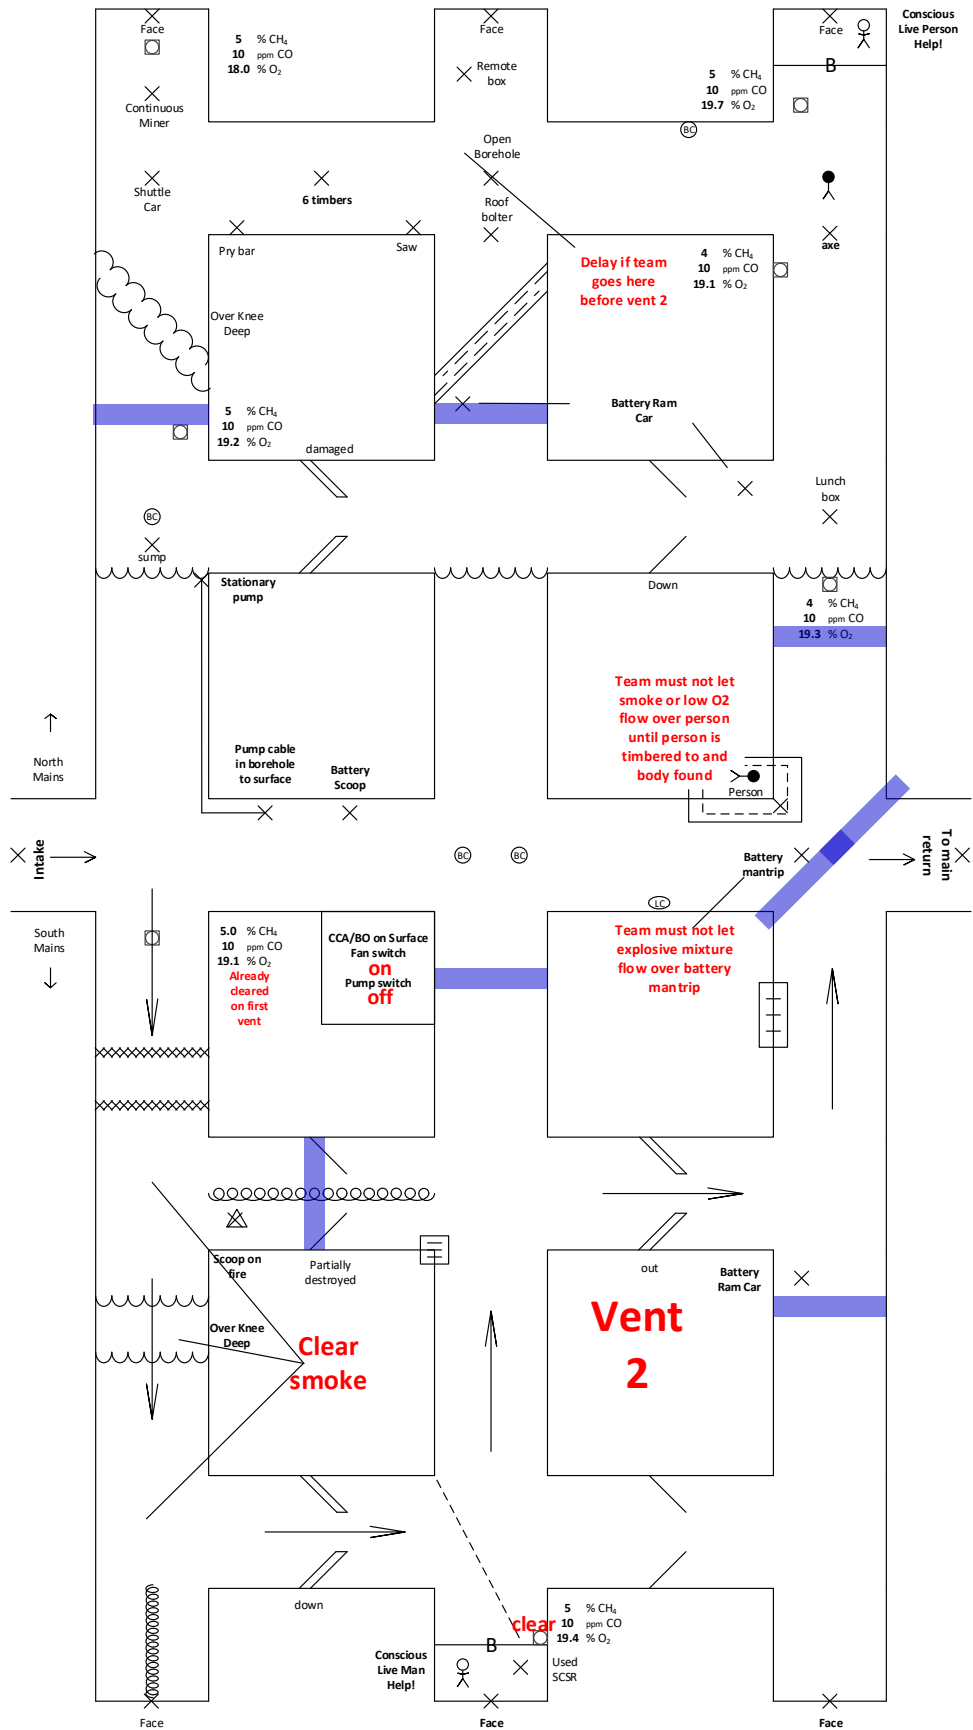 Face
Face
Face
Conscious
Live Person
Help!
B
5 % CH₄
10 ppm CO
18.0 % O₂
Remote
box
5 % CH₄
10 ppm CO
19.7 % O₂
Continuous
Miner
BC
Open
Borehole
Shuttle
Car
6 timbers
Roof
bolter
axe
Pry bar
Saw
Delay if team
goes here
before vent 2
4 % CH₄
10 ppm CO
19.1 % O₂
Over Knee
Deep
Battery Ram
Car
5 % CH₄
10 ppm CO
19.2 % O₂
damaged
Lunch
box
BC
sump
Stationary
pump
Down
4 % CH₄
10 ppm CO
19.3 % O₂
Team must not let
smoke or low O2
flow over person
until person is
timbered to and
body found
North
Mains
Pump cable
in borehole
to surface
Battery
Scoop
Person
Intake
BC
BC
Battery
mantrip
To main
return
LC
South
Mains
5.0 % CH₄
10 ppm CO
19.1 % O₂
Already
cleared
on first
vent
CCA/BO on Surface
Fan switch
on
Pump switch
off
Team must not let
explosive mixture
flow over battery
mantrip
Scoop on
fire
Partially
destroyed
out
Battery
Ram Car
Over Knee
Deep
Clear
smoke
Vent
2
down
clear
5 % CH₄
10 ppm CO
19.4 % O₂
B
Conscious
Live Man
Help!
Used
SCSR
Face
Face
Face